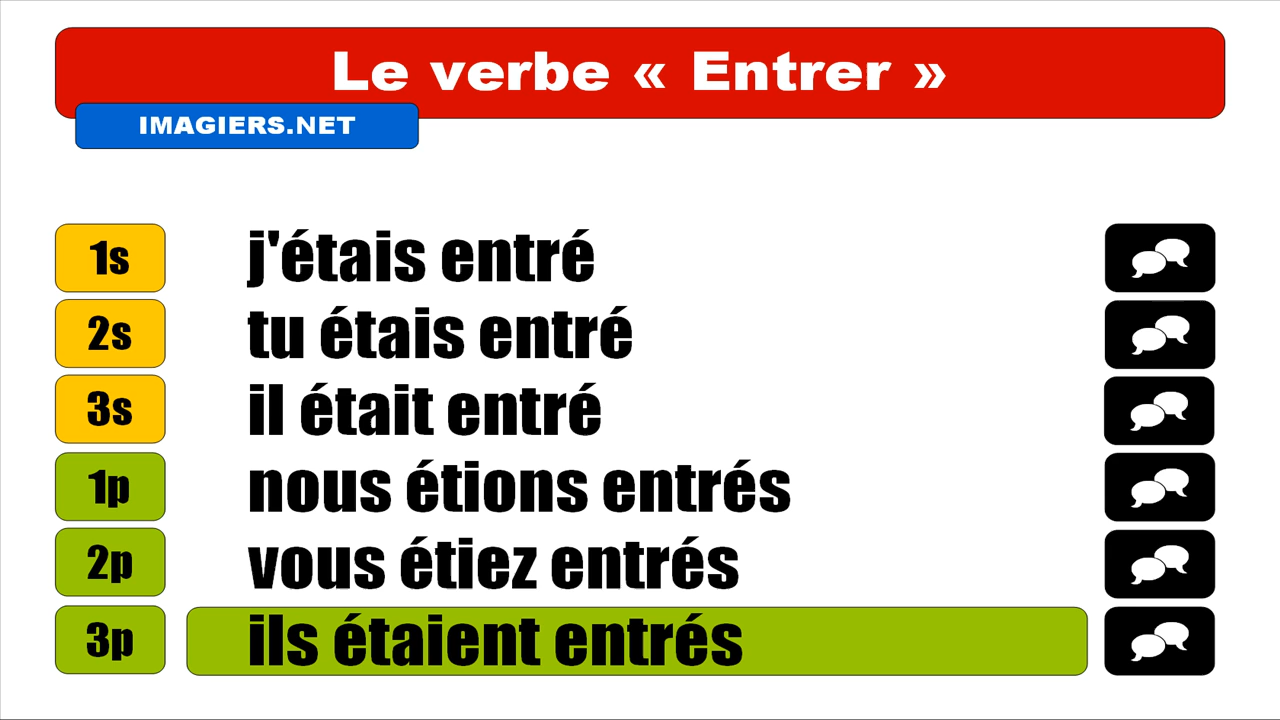 Le verbe « Entrer »
IMAGIERS.NET
1s j'étais entré
2s tu étais entré
3s il était entré
1p nous étions entrés
2p vous étiez entrés
3p ils étaient entrés